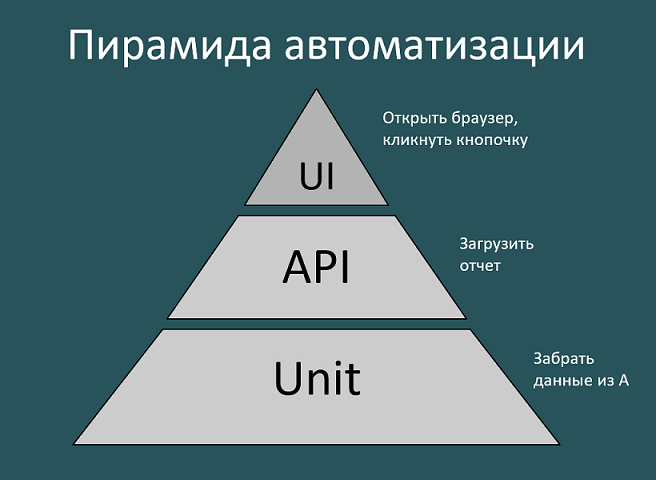 Пирамида автоматизации
Открыть браузер,
кликнуть кнопочку
UI
Загрузить
отчет
API
Забрать
данные из А
Unit